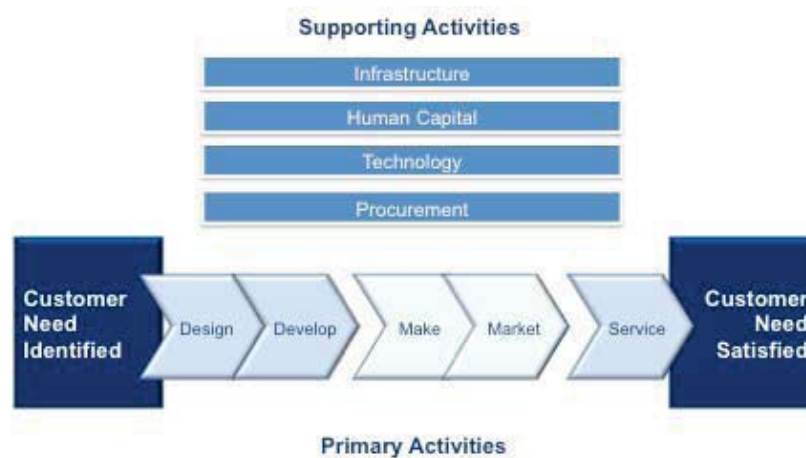 Supporting Activities
Infrastructure
Human Capital
Technology
Procurement
Customer
Need
Identified
Design
Develop
Make
Market
Service
Customer
Need
Satisfied
Primary Activities